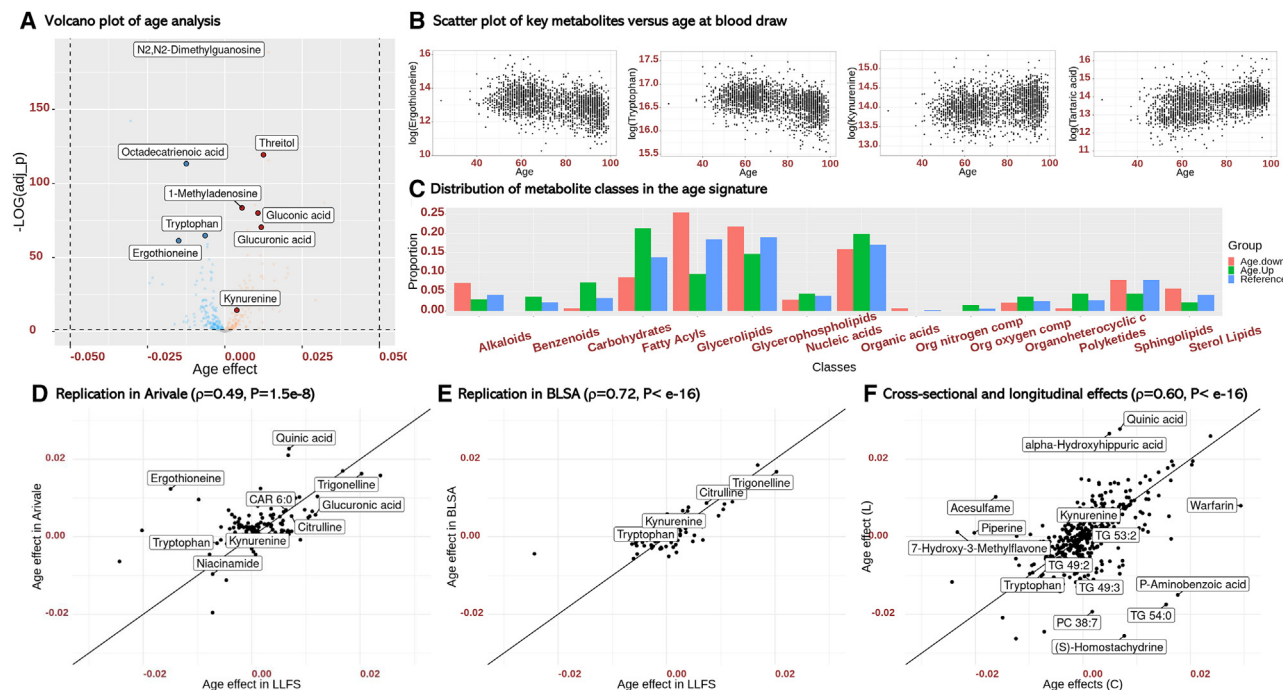 A Volcano plot of age analysis
N2,N2-Dimethylguanosine
150
100
50
0
-LOG(adj_p)
Octadecatrienoic acid
Threitol
1-Methyladenosine
Tryptophan
Gluconic acid
Ergothioneine
Glucuronic acid
Kynurenine
-0.050 -0.025 0.000 0.025 0.050
Age effect
B Scatter plot of key metabolites versus age at blood draw
log(Ergothioneine)
16
14
13
12
10
40 60 80 100
Age
log(Tryptophan)
17.5
17.0
16.5
16.0
15.5
40 60 80 100
Age
log(Kynurenine)
15.0
14.5
14.0
13.5
13.0
40 60 80 100
Age
log(Tartaric acid)
16
15
14
13
12
11
40 60 80 100
Age
C Distribution of metabolite classes in the age signature
Proportion
0.25
0.20
0.15
0.10
0.05
0.00
Alkaloids
Benzenoids
Carbohydrates
Fatty Acyls
Glycerolipids
Glycerophospholipids
Nucleic acids
Organic acids
Org nitrogen comp
Org oxygen comp
Organoheterocyclic c
Polyketides
Sphingolipids
Sterol Lipids
Classes
Group
Age.down
Age.Up
Reference
D Replication in Arivale (ρ=0.49, P=1.5e-8)
Age effect in Arivale
0.02
0.00
-0.02
Quinic acid
Ergothioneine
Trigonelline
CAR 6:0
Glucuronic acid
Citrulline
Tryptophan
Kynurenine
Niacinamide
-0.02 0.00 0.02
Age effect in LLFS
E Replication in BLSA (ρ=0.72, P< e-16)
Age effect in BLSA
0.02
0.00
-0.02
Trigonelline
Citrulline
Kynurenine
Tryptophan
-0.02 0.00 0.02
Age effect in LLFS
F Cross-sectional and longitudinal effects (ρ=0.60, P< e-16)
Age effect (L)
0.02
0.00
-0.02
Quinic acid
alpha-Hydroxyhippuric acid
Acesulfame
Warfarin
Kynurenine
Piperine
TG 53:2
7-Hydroxy-3-Methylflavone
TG 49:2
Tryptophan
TG 49:3
P-Aminobenzoic acid
TG 54:0
PC 38:7
(S)-Homostachydrine
-0.02 0.00 0.02
Age effects (C)